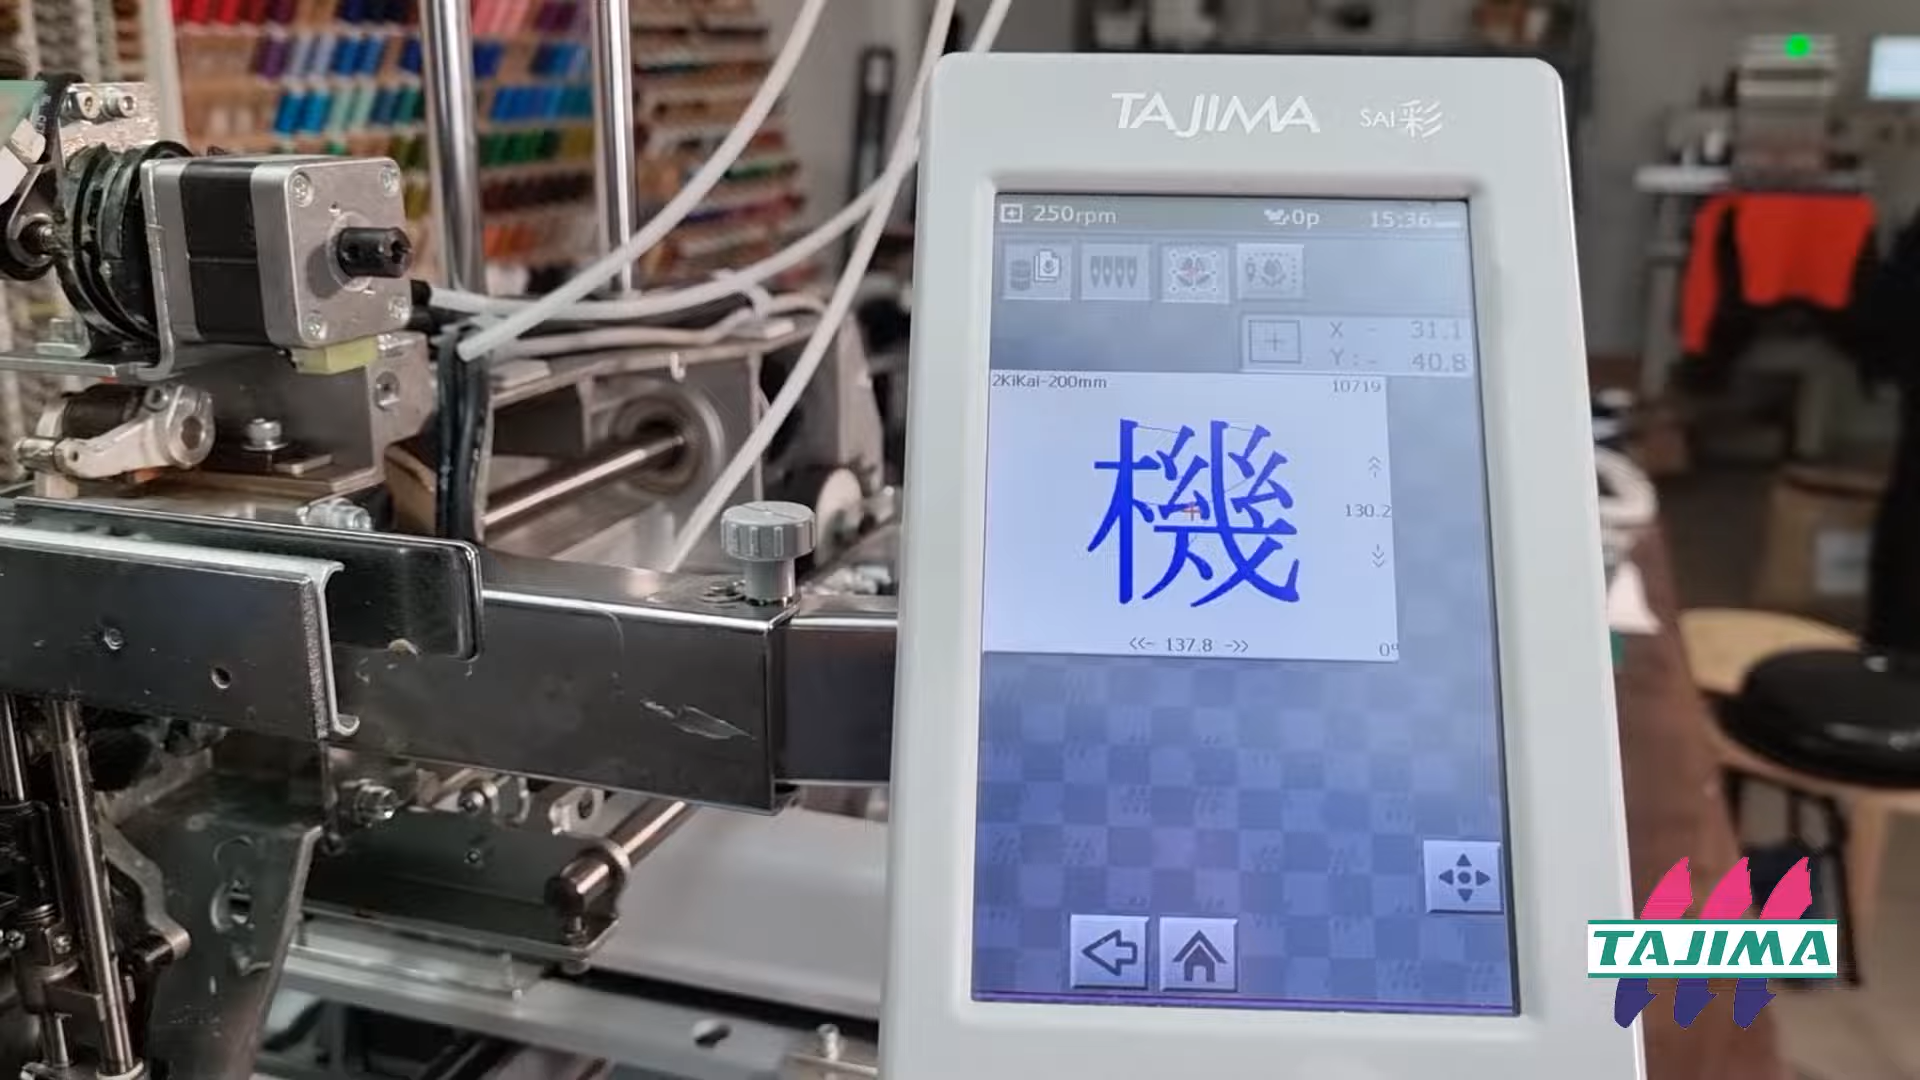 TAJIMA SAI彩
250rpm 0p 15:36
X - 31.1
Y:- 40.8
2KiKai-200mm 10719
機
130.2
<<- 137.8 ->> 0°
TAJIMA